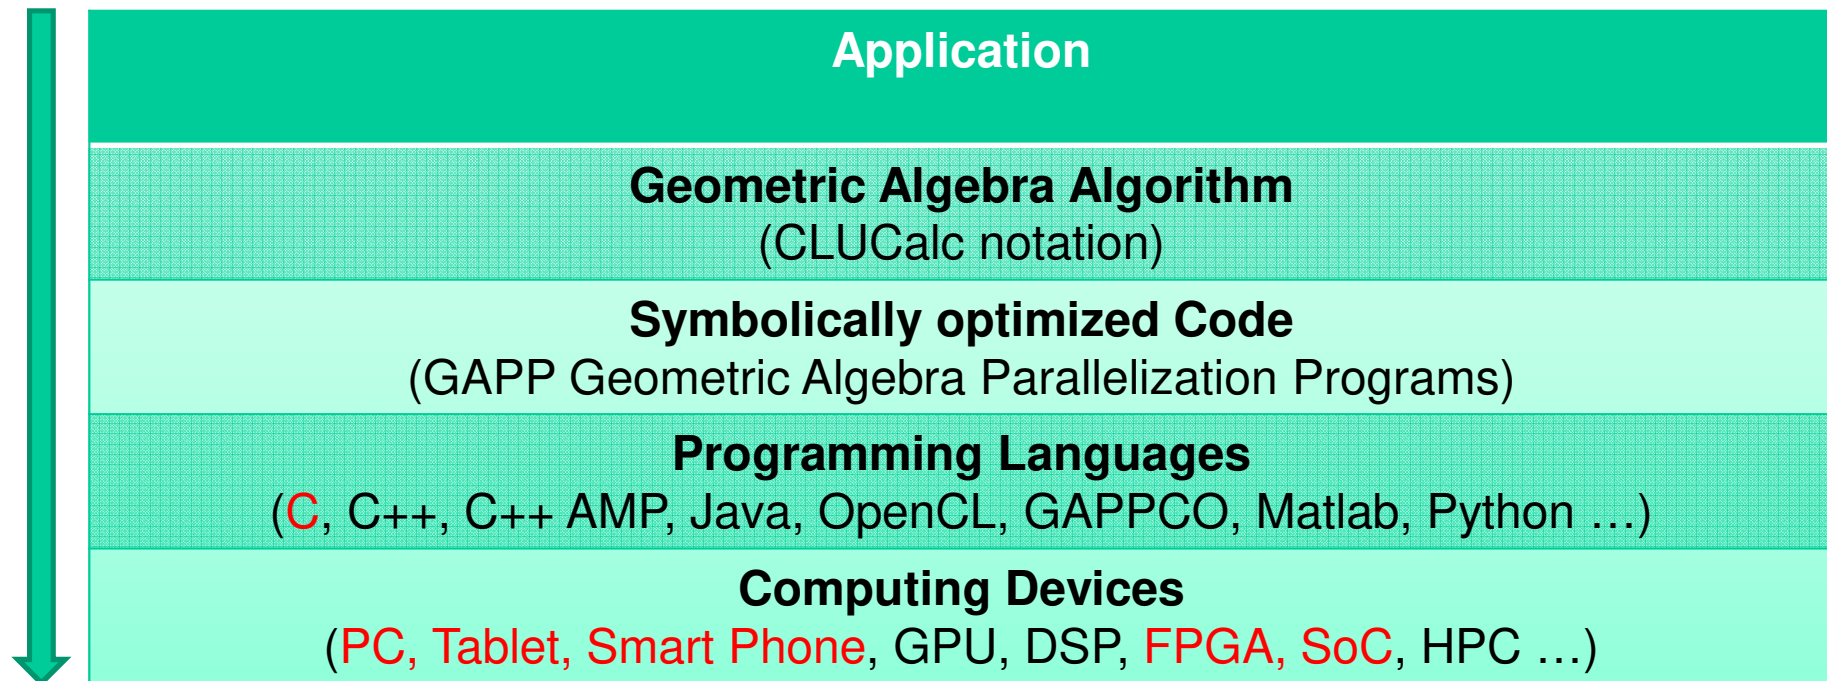 Application
Geometric Algebra Algorithm
(CLUCalc notation)
Symbolically optimized Code
(GAPP Geometric Algebra Parallelization Programs)
Programming Languages
(C, C++, C++ AMP, Java, OpenCL, GAPPCO, Matlab, Python …)
Computing Devices
(PC, Tablet, Smart Phone, GPU, DSP, FPGA, SoC, HPC …)